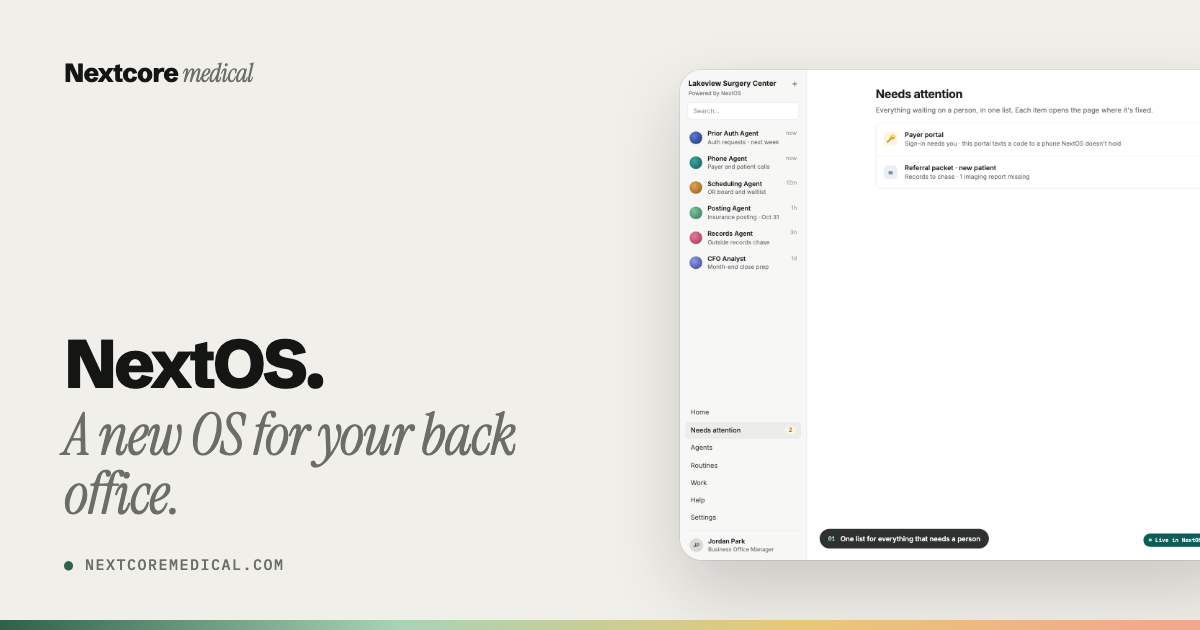 Nextcore medical
NextOS.
A new OS for your back
office.
NEXTCOREMEDICAL.COM
Lakeview Surgery Center +
Powered by NextOS
Search...
Prior Auth Agent now
Auth requests · next week
Phone Agent now
Payer and patient calls
Scheduling Agent 12m
OR board and waitlist
Posting Agent 1h
Insurance posting · Oct 31
Records Agent 3h
Outside records chase
CFO Analyst 1d
Month-end close prep
Home
Needs attention 2
Agents
Routines
Work
Help
Settings
JP Jordan Park
Business Office Manager
Needs attention
Everything waiting on a person, in one list. Each item opens the page where it's fixed.
Payer portal
Sign-in needs you · this portal texts a code to a phone NextOS doesn't hold
Referral packet · new patient
Records to chase · 1 imaging report missing
01 One list for everything that needs a person
Live in NextOS